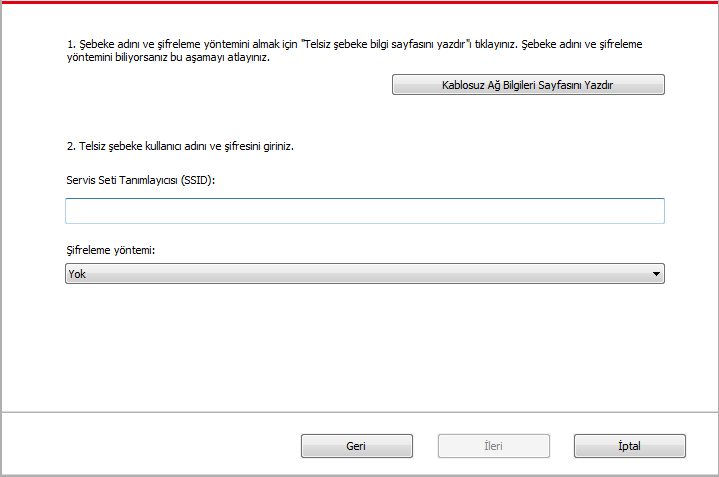 1. Şebeke adını ve şifreleme yöntemini almak için "Telsiz şebeke bilgi sayfasını yazdır"ı tıklayınız. Şebeke adını ve şifreleme
yöntemini biliyorsanız bu aşamayı atlayınız.
Kablosuz Ağ Bilgileri Sayfasını Yazdır
2. Telsiz şebeke kullanıcı adını ve şifresini giriniz.
Servis Seti Tanımlayıcısı (SSID):
Şifreleme yöntemi:
Yok
Geri
İleri
İptal